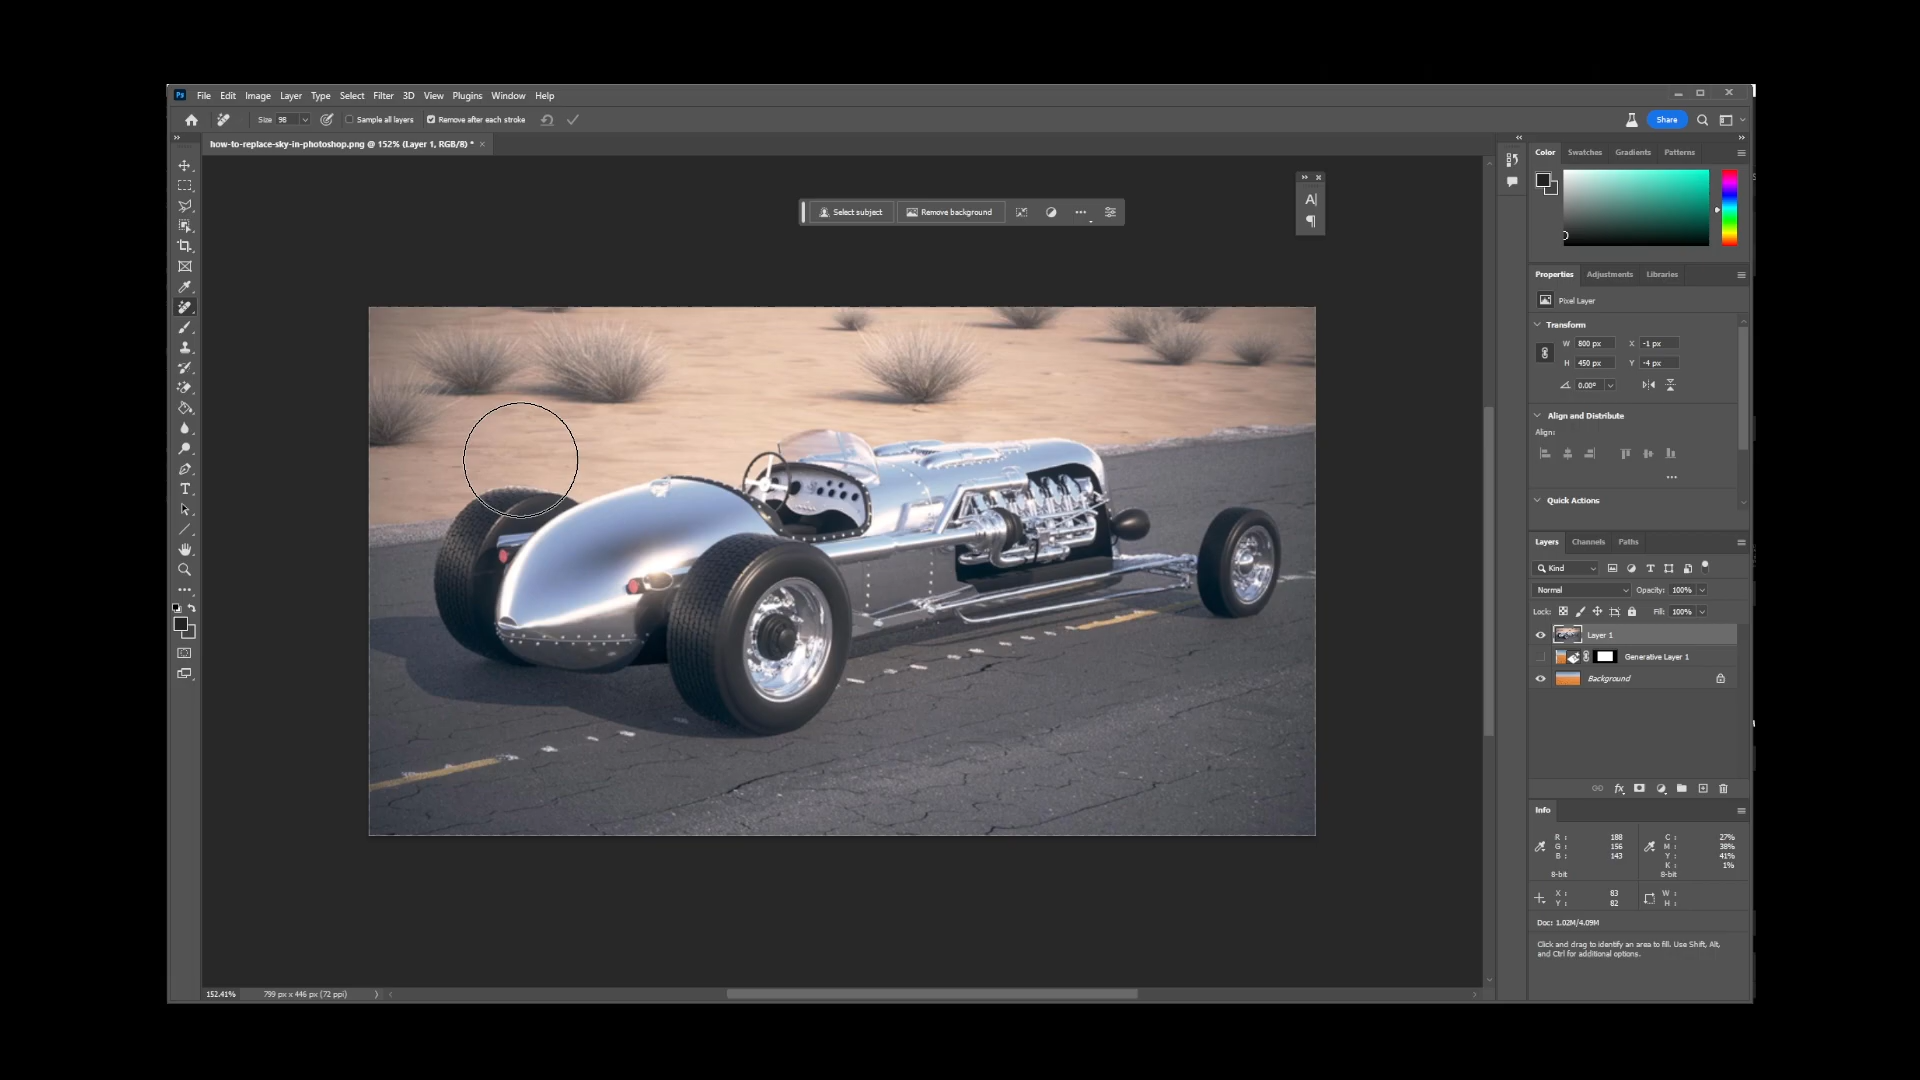 Ps File Edit Image Layer Type Select Filter 3D View Plugins Window Help
Size 98 Sample all layers Remove after each stroke Share
how-to-replace-sky-in-photoshop.png @ 152% (Layer 1, RGB/8) *
Color Swatches Gradients Patterns
Select subject Remove background
A
Properties Adjustments Libraries
Pixel Layer
Transform
W 800 px X -1 px
H 450 px Y -4 px
0.00°
Align and Distribute
Align:
Quick Actions
Layers Channels Paths
Kind
Normal Opacity: 100%
Lock: Fill: 100%
Layer 1
Generative Layer 1
Background
fx
Info
R : 188 C : 27%
G : 156 M : 38%
B : 143 Y : 41%
K : 1%
8-bit 8-bit
X : 83 W :
Y : 82 H :
Doc: 1.02M/4.09M
Click and drag to identify an area to fill. Use Shift, Alt,
and Ctrl for additional options.
152.41% 799 px x 446 px (72 ppi)